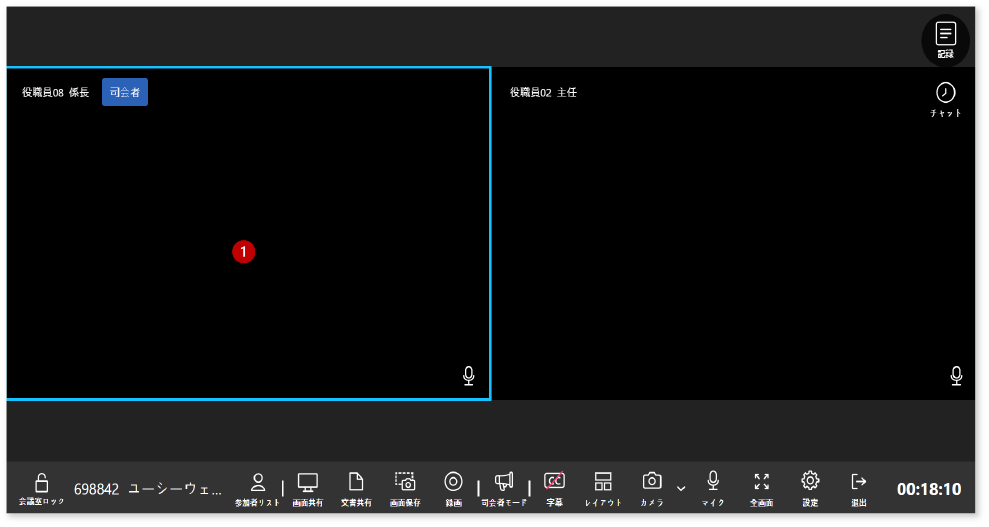 記録
役職員08 係長 司会者
役職員02 主任
チャット
1
会議室ロック
698842 ユーシーウェ...
参加者リスト
画面共有
文書共有
画面保存
録画
司会者モード
字幕
レイアウト
カメラ
マイク
全画面
設定
退出
00:18:10